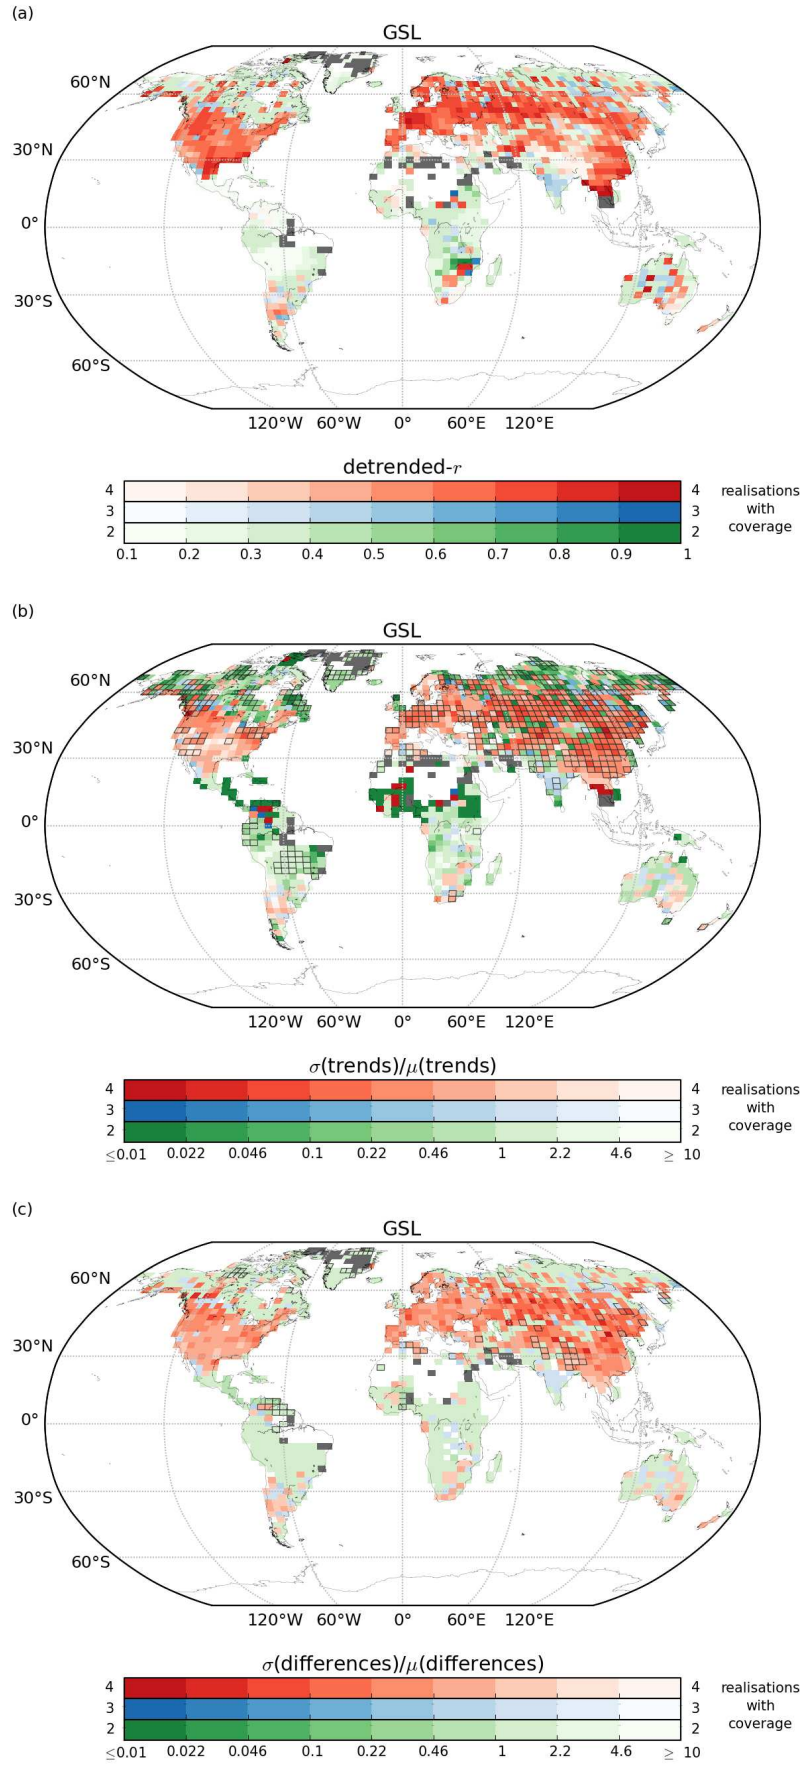 (a)
GSL
60°N
30°N
0°
30°S
60°S
120°W 60°W 0° 60°E 120°E
detrended-r
4 4 realisations
3 3 with
2 2 coverage
0.1 0.2 0.3 0.4 0.5 0.6 0.7 0.8 0.9 1
(b)
GSL
60°N
30°N
0°
30°S
60°S
120°W 60°W 0° 60°E 120°E
σ(trends)/μ(trends)
4 4 realisations
3 3 with
2 2 coverage
≤0.01 0.022 0.046 0.1 0.22 0.46 1 2.2 4.6 ≥ 10
(c)
GSL
60°N
30°N
0°
30°S
60°S
120°W 60°W 0° 60°E 120°E
σ(differences)/μ(differences)
4 4 realisations
3 3 with
2 2 coverage
≤0.01 0.022 0.046 0.1 0.22 0.46 1 2.2 4.6 ≥ 10